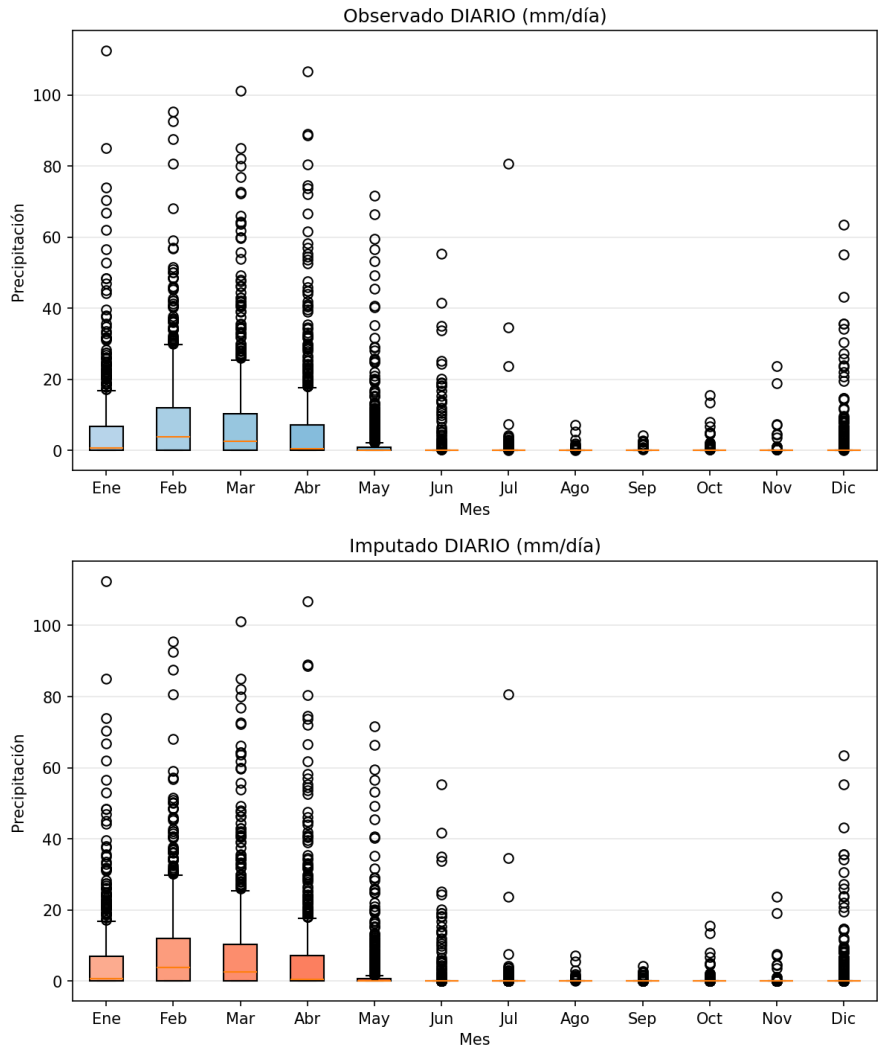 Observado DIARIO (mm/día)
Precipitación
100
80
60
40
20
0
Ene Feb Mar Abr May Jun Jul Ago Sep Oct Nov Dic
Mes
Imputado DIARIO (mm/día)
Precipitación
100
80
60
40
20
0
Ene Feb Mar Abr May Jun Jul Ago Sep Oct Nov Dic
Mes